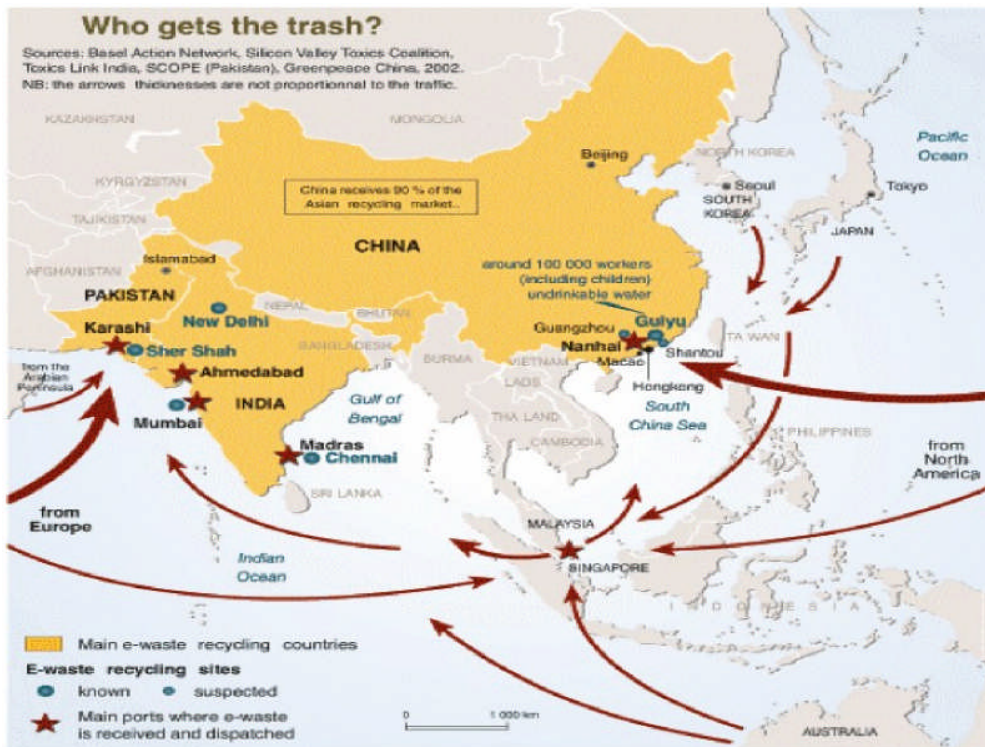 Who gets the trash?
Sources: Basel Action Network, Silicon Valley Toxics Coalition,
Toxics Link India, SCOPE (Pakistan), Greenpeace China, 2002.
NB: the arrows thicknesses are not proportionnal to the traffic.
KAZAKHSTAN
MONGOLIA
Pacific
Ocean
NORTH KOREA
Beijing
KYRGYZSTAN
China receives 90 % of the
Asian recycling market..
Seoul
SOUTH
KOREA
Tokyo
TAJIKISTAN
JAPAN
CHINA
Islamabad
AFGHANISTAN
around 100 000 workers
(including children)
undrinkable water
PAKISTAN
NEPAL
BHUTAN
New Delhi
Guiyu
Karashi
Guangzhou
TA WAN
Sher Shah
BANGLADESH
Nanhai
Shantou
from the
Arabian
Peninsula
BURMA
VIETNAM
Macao
Ahmedabad
LAOS
Hongkong
INDIA
Gulf of
Bengal
South
China Sea
Mumbai
THA LAND
PHILIPPINES
Madras
CAMBODIA
from
North
America
Chennai
SRI LANKA
from
Europe
MALAYSIA
Indian
Ocean
SINGAPORE
INDONESIA
Main e-waste recycling countries
E-waste recycling sites
known
suspected
Main ports where e-waste
is received and dispatched
0
1 000 km
AUSTRALIA